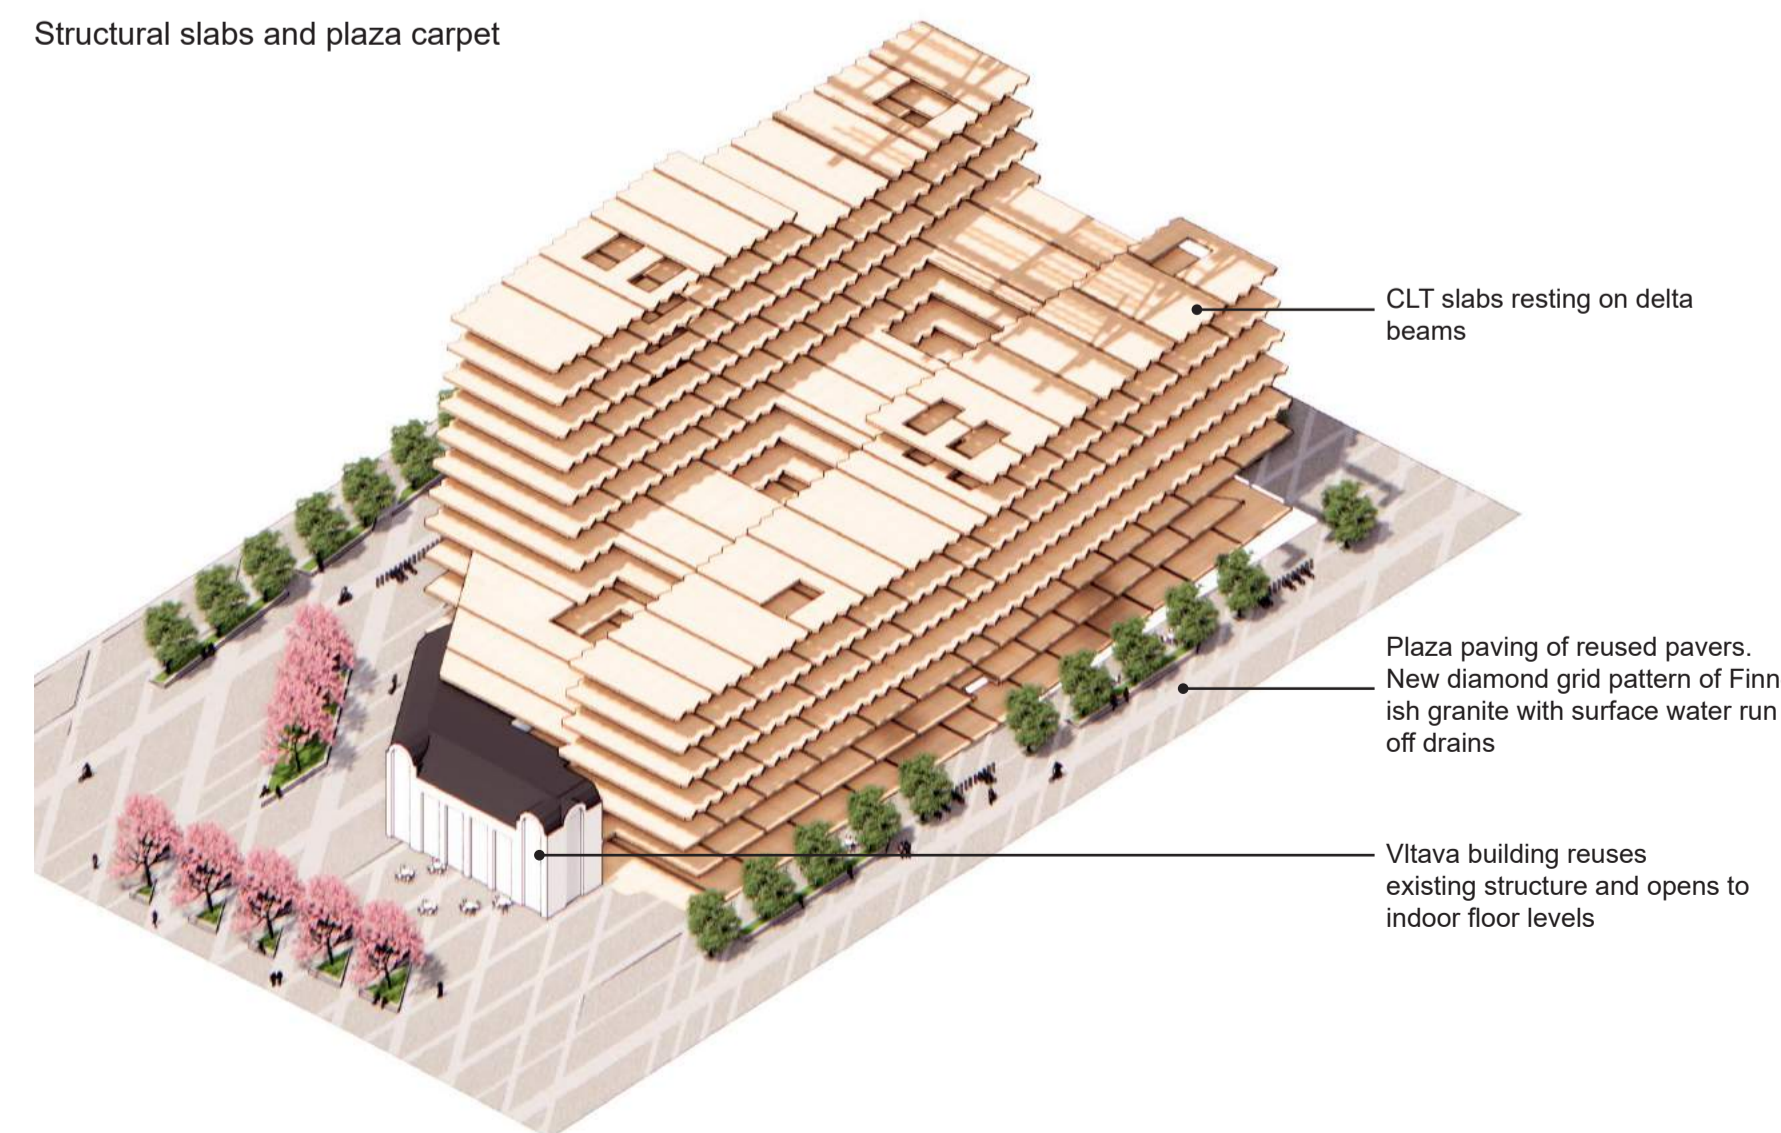 Structural slabs and plaza carpet
CLT slabs resting on delta
beams
Plaza paving of reused pavers.
New diamond grid pattern of Finn
ish granite with surface water run
off drains
Vltava building reuses
existing structure and opens to
indoor floor levels